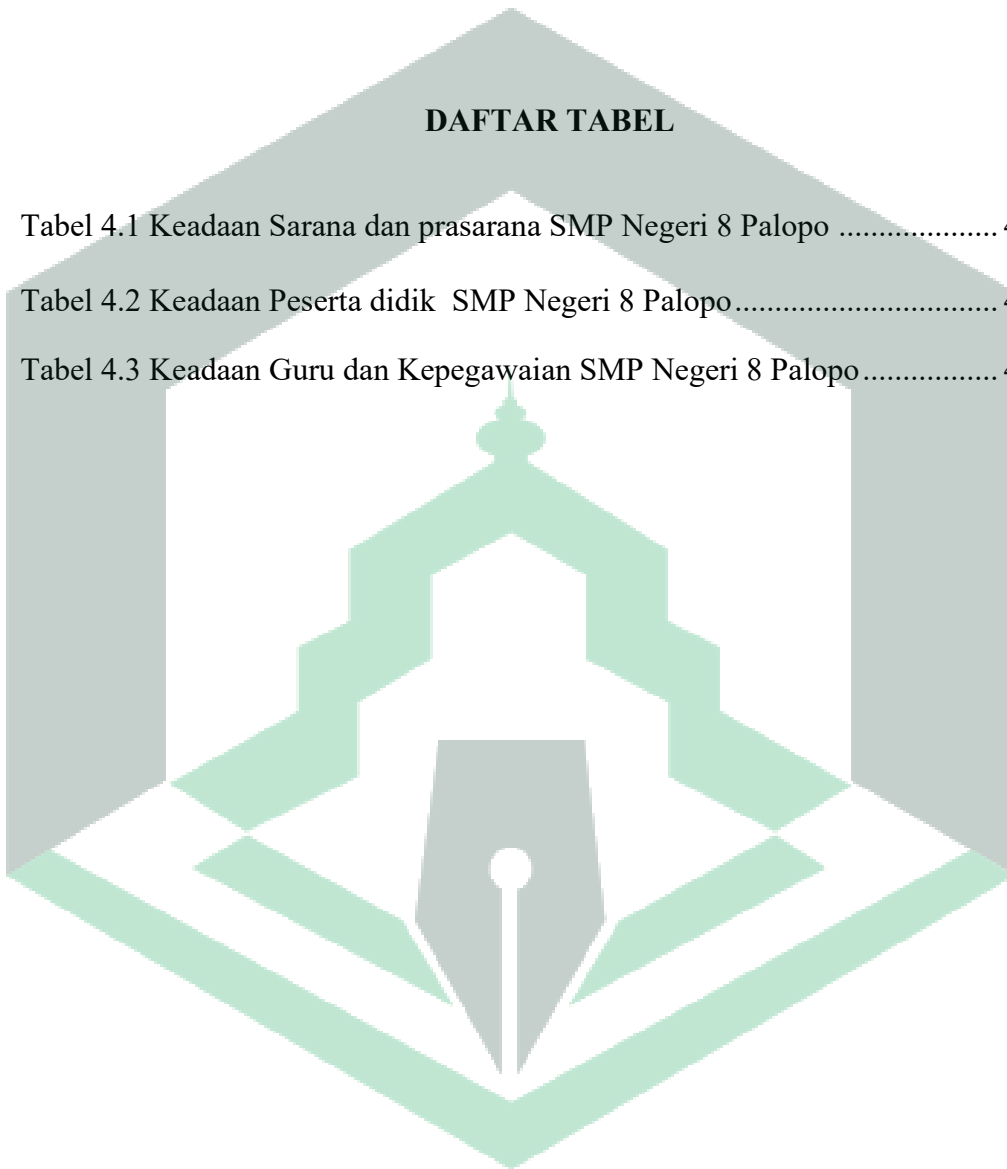 DAFTAR TABEL
Tabel 4.1 Keadaan Sarana dan prasarana SMP Negeri 8 Palopo ....................
Tabel 4.2 Keadaan Peserta didik  SMP Negeri 8 Palopo.................................
Tabel 4.3 Keadaan Guru dan Kepegawaian SMP Negeri 8 Palopo.................